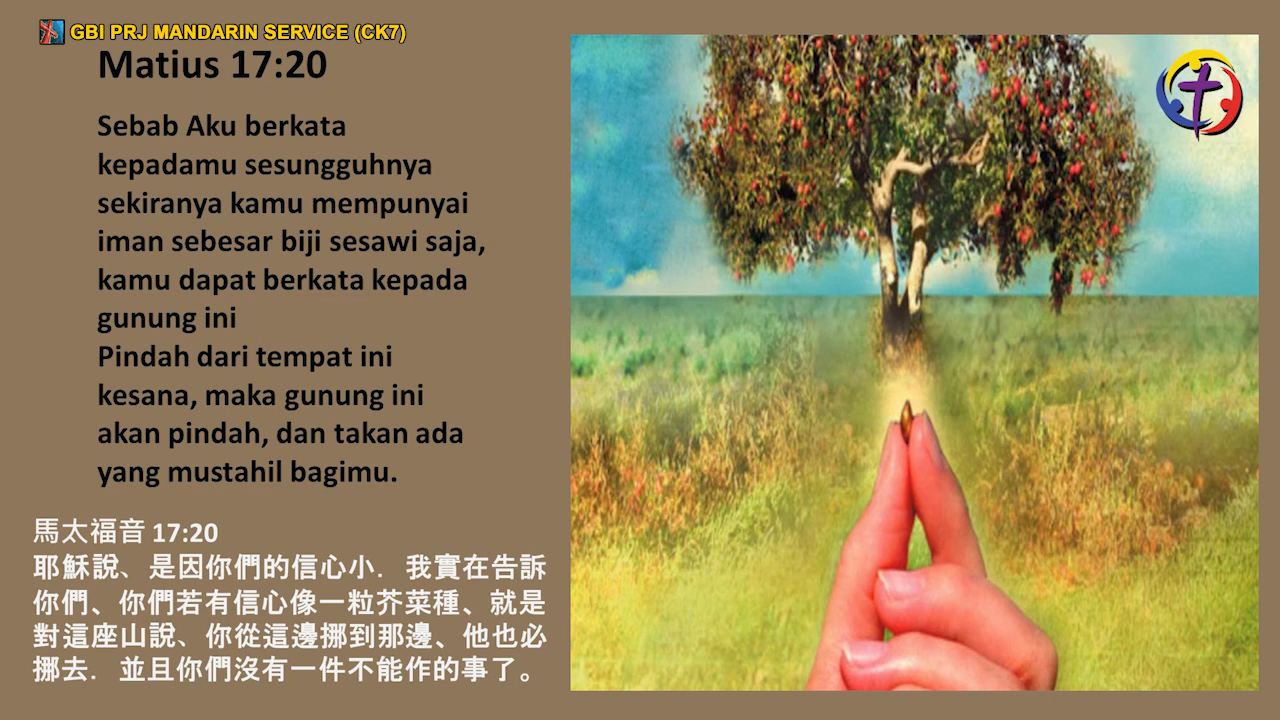 GBI PRJ MANDARIN SERVICE (CK7)
Matius 17:20
Sebab Aku berkata
kepadamu sesungguhnya
sekiranya kamu mempunyai
iman sebesar biji sesawi saja,
kamu dapat berkata kepada
gunung ini
Pindah dari tempat ini
kesana, maka gunung ini
akan pindah, dan takan ada
yang mustahil bagimu.
馬太福音 17:20
耶穌說、是因你們的信心小． 我實在告訴
你們、你們若有信心像一粒芥菜種、就是
對這座山說、你從這邊挪到那邊、他也必
挪去． 並且你們沒有一件不能作的事了。